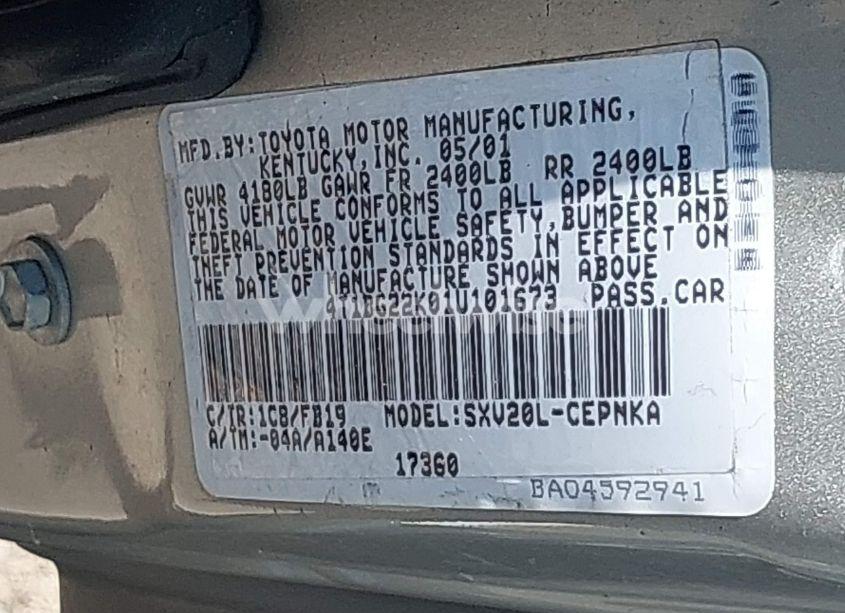 MFD.BY:TOYOTA MOTOR MANUFACTURING,
KENTUCKY,INC. 05/01
GVWR 4180LB GAWR FR 2400LB RR 2400LB
THIS VEHICLE CONFORMS TO ALL APPLICABLE
FEDERAL MOTOR VEHICLE SAFETY,BUMPER AND
THEFT PREVENTION STANDARDS IN EFFECT ON
THE DATE OF MANUFACTURE SHOWN ABOVE
4T1BG22K01U101673 PASS.CAR
C/TR:1C8/FB19 MODEL:SXV20L-CEPNKA
A/TM:-04A/A140E
17360
BA04592941